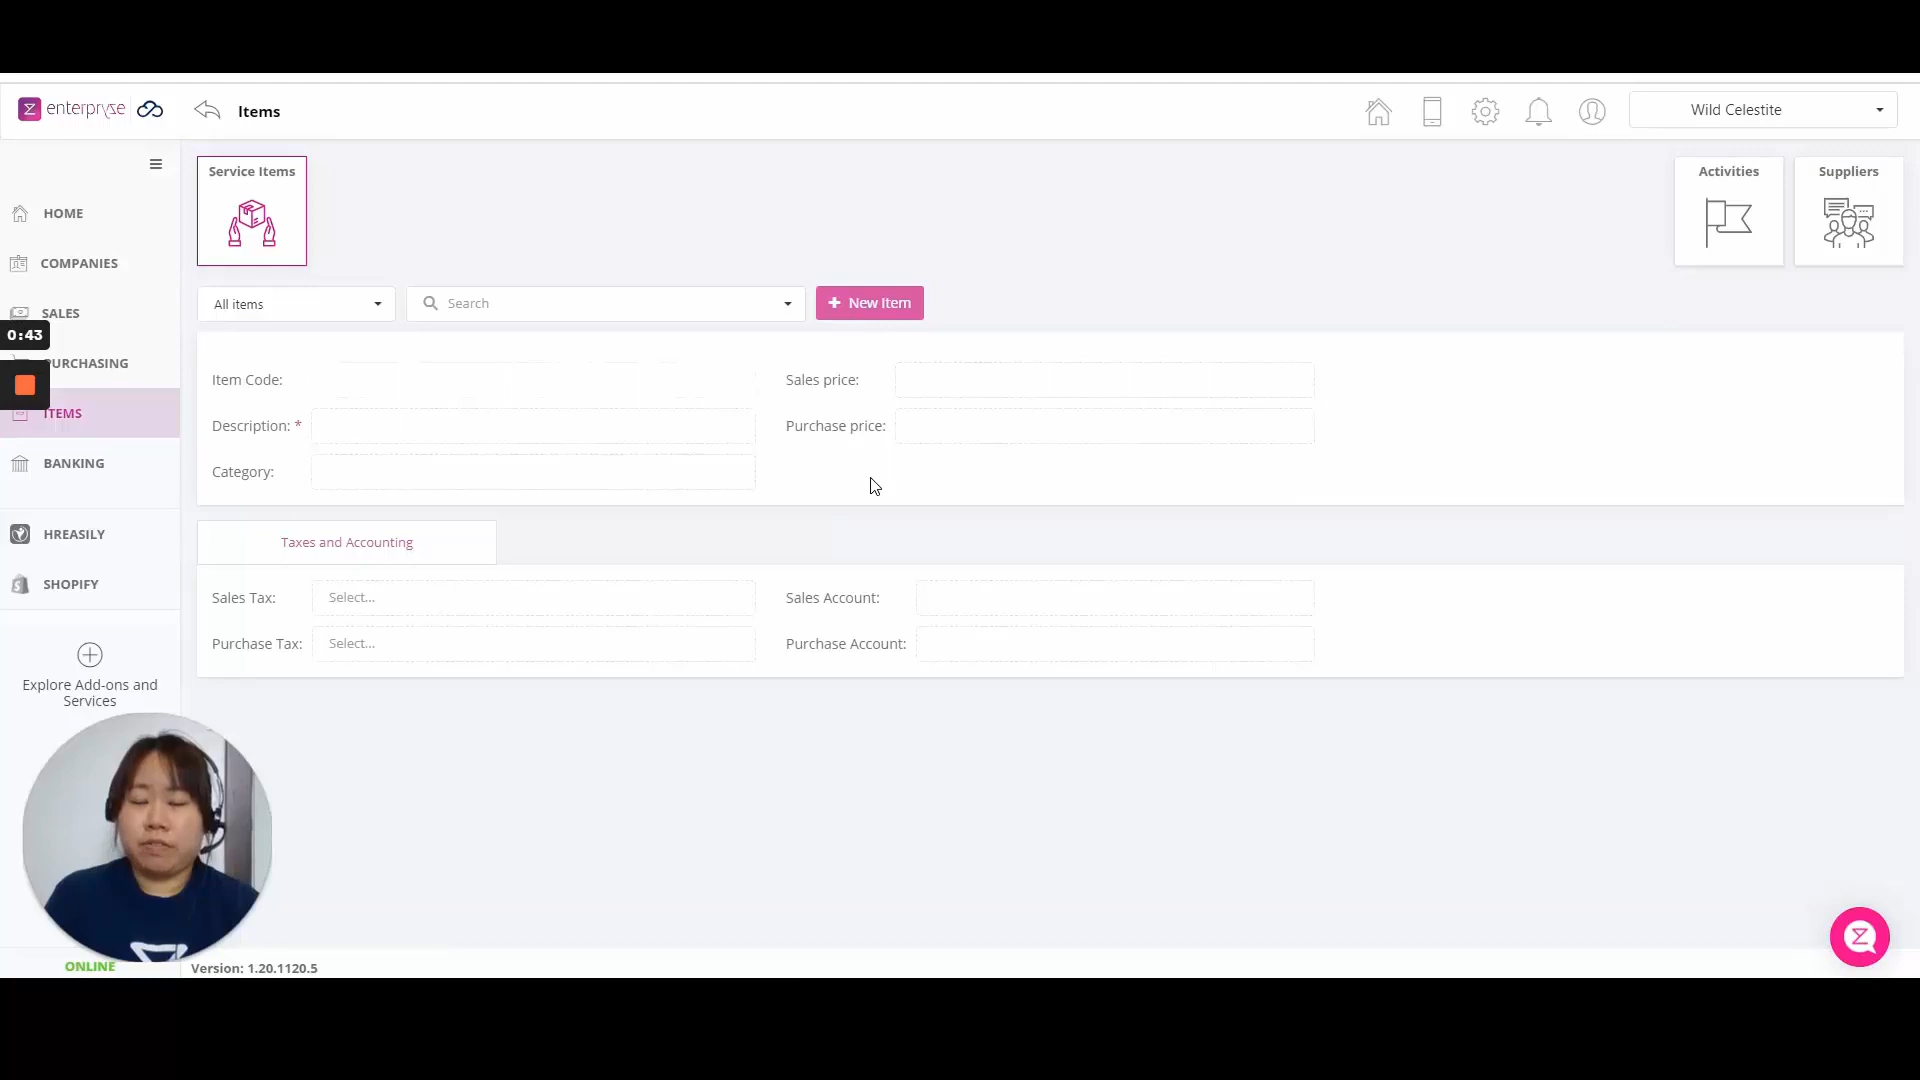 enterpryze
Items
Wild Celestite
Service Items
Activities
Suppliers
HOME
COMPANIES
SALES
0:43
PURCHASING
ITEMS
BANKING
HREASILY
SHOPIFY
Explore Add-ons and
Services
All items
Search
+ New Item
Item Code:
Sales price:
Description: *
Purchase price:
Category:
Taxes and Accounting
Sales Tax:
Select...
Sales Account:
Purchase Tax:
Select...
Purchase Account:
ONLINE
Version: 1.20.1120.5